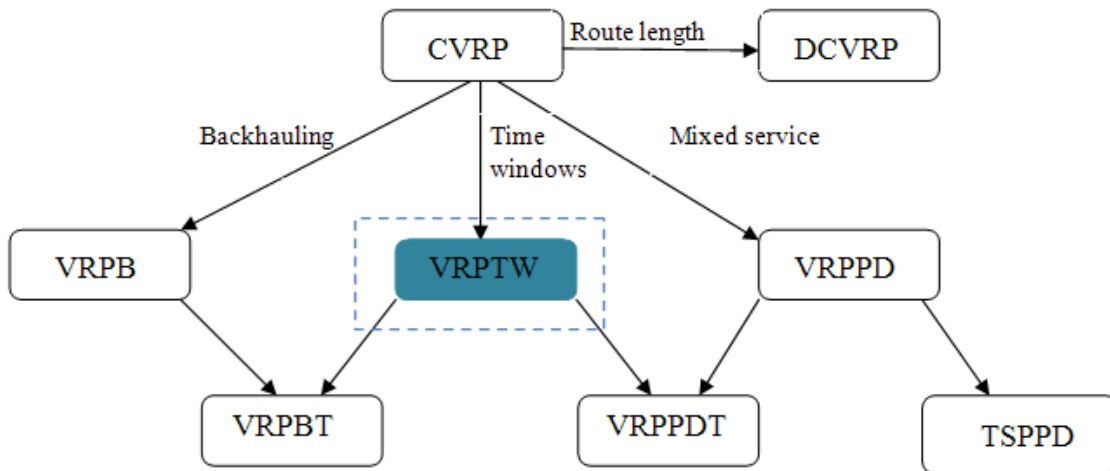 CVRP
Route length
DCVRP
Backhauling
Time
windows
Mixed service
VRPB
VRPTW
VRPPD
VRPBT
VRPPDT
TSPPD